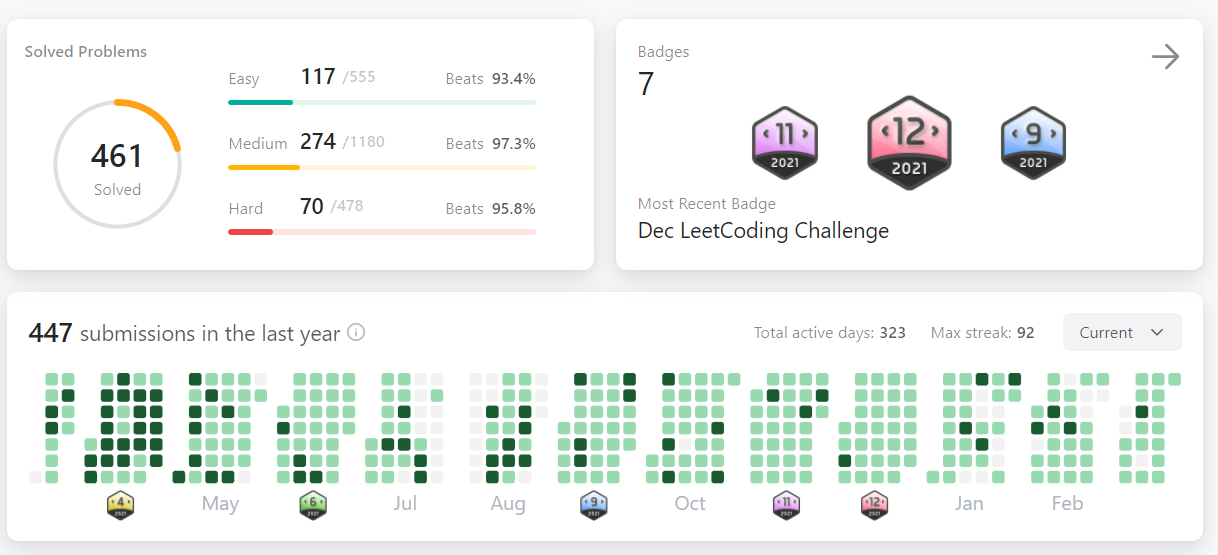 Solved Problems
461
Solved
Easy 117 /555 Beats 93.4%
Medium 274 /1180 Beats 97.3%
Hard 70 /478 Beats 95.8%
Badges
7
11 12 9
2021 2021 2021
Most Recent Badge
Dec LeetCoding Challenge
447 submissions in the last year
Total active days: 323 Max streak: 92 Current
4 May 6 Jul Aug 9 Oct 11 12 Jan Feb
2021 2021 2021 2021 2021